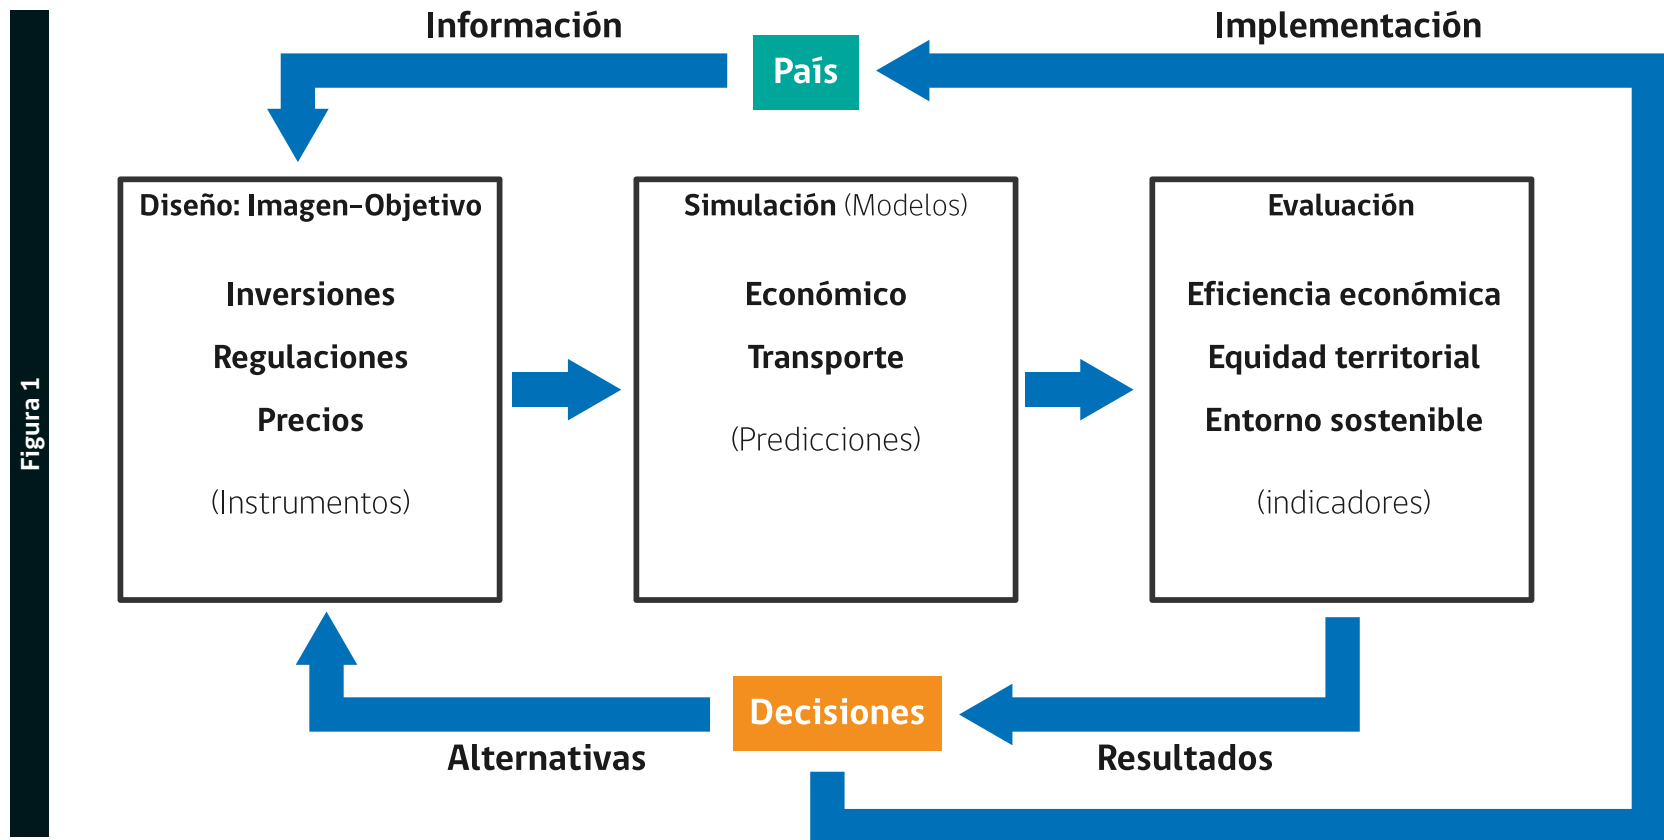 Figura 1
Información
País
Implementación
Diseño: Imagen-Objetivo
Inversiones
Regulaciones
Precios
(Instrumentos)
Simulación (Modelos)
Económico
Transporte
(Predicciones)
Evaluación
Eficiencia económica
Equidad territorial
Entorno sostenible
(indicadores)
Decisiones
Alternativas
Resultados